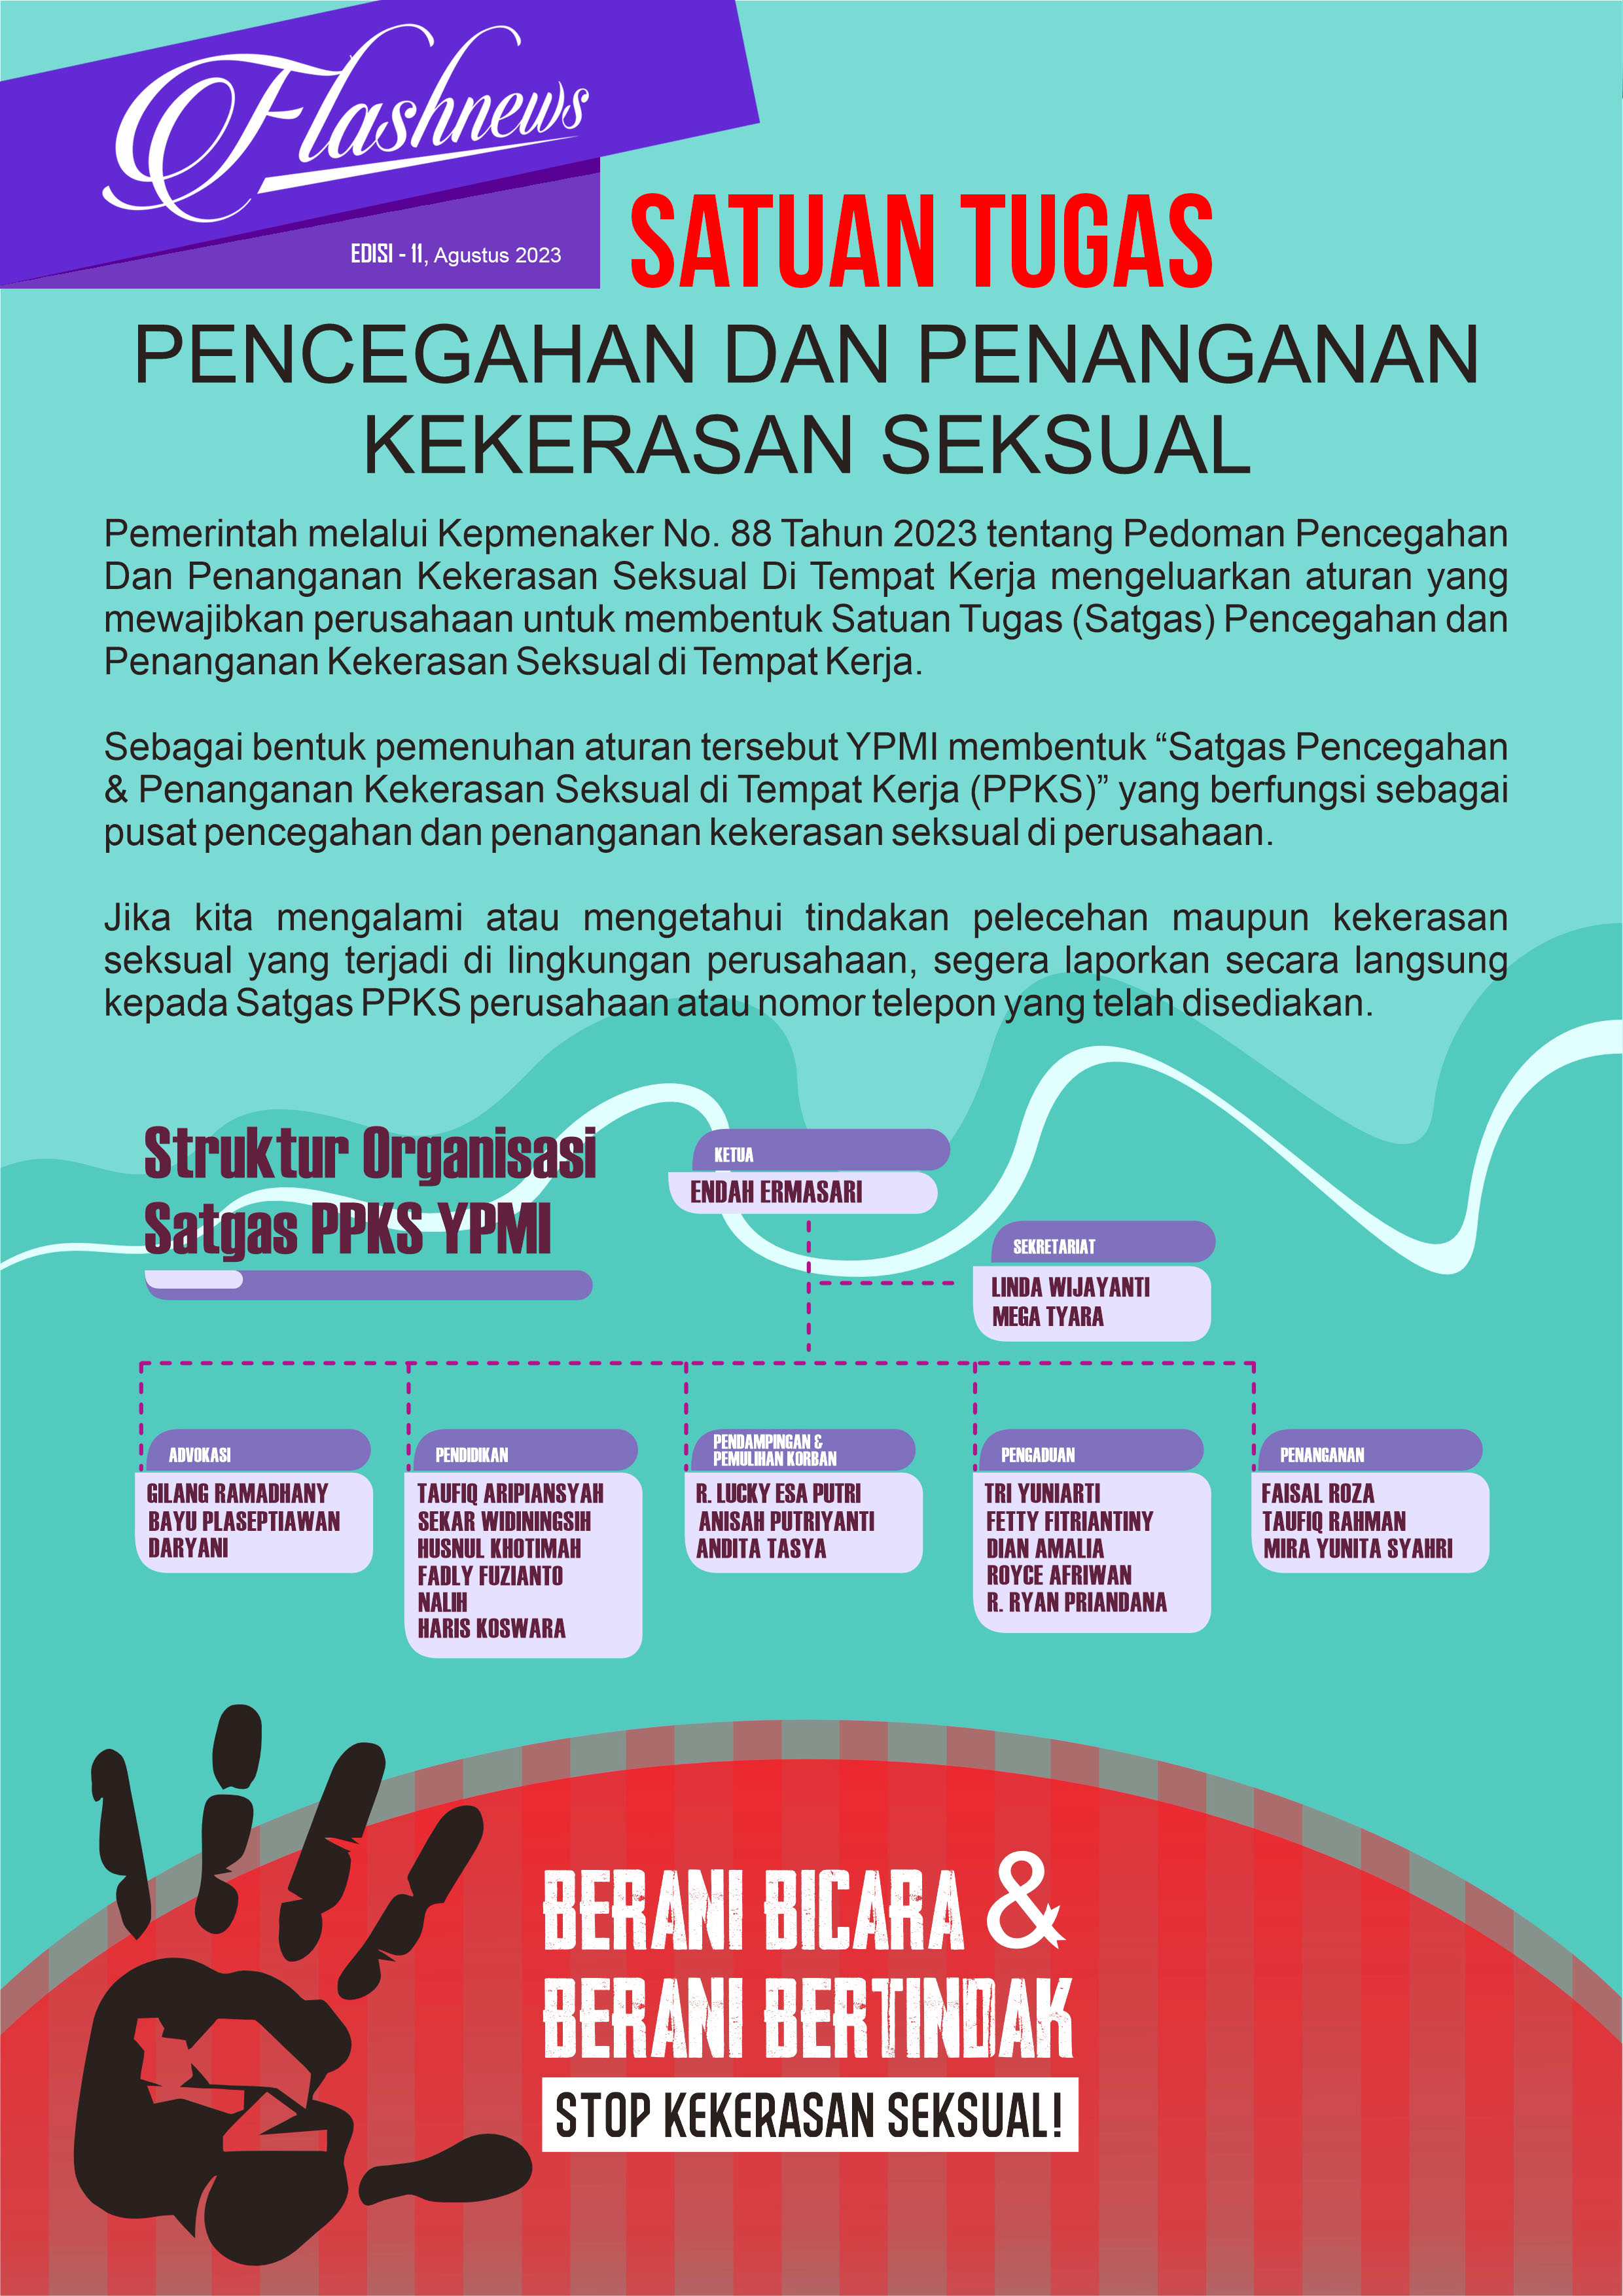 Flashnews
EDISI - 11, Agustus 2023
SATUAN TUGAS
PENCEGAHAN DAN PENANGANAN
KEKERASAN SEKSUAL
Pemerintah melalui Kepmenaker No. 88 Tahun 2023 tentang Pedoman Pencegahan
Dan Penanganan Kekerasan Seksual Di Tempat Kerja mengeluarkan aturan yang
mewajibkan perusahaan untuk membentuk Satuan Tugas (Satgas) Pencegahan dan
Penanganan Kekerasan Seksual di Tempat Kerja.
Sebagai bentuk pemenuhan aturan tersebut YPMI membentuk “Satgas Pencegahan
& Penanganan Kekerasan Seksual di Tempat Kerja (PPKS)” yang berfungsi sebagai
pusat pencegahan dan penanganan kekerasan seksual di perusahaan.
Jika kita mengalami atau mengetahui tindakan pelecehan maupun kekerasan
seksual yang terjadi di lingkungan perusahaan, segera laporkan secara langsung
kepada Satgas PPKS perusahaan atau nomor telepon yang telah disediakan.
Struktur Organisasi
Satgas PPKS YPMI
KETUA
ENDAH ERMASARI
SEKRETARIAT
LINDA WIJAYANTI
MEGA TYARA
ADVOKASI
GILANG RAMADHANY
BAYU PLASEPTIAWAN
DARYANI
PENDIDIKAN
TAUFIQ ARIPIANSYAH
SEKAR WIDININGSIH
HUSNUL KHOTIMAH
FADLY FUZIANTO
NALIH
HARIS KOSWARA
PENDAMPINGAN &
PEMULIHAN KORBAN
R. LUCKY ESA PUTRI
ANISAH PUTRIYANTI
ANDITA TASYA
PENGADUAN
TRI YUNIARTI
FETTY FITRIANTINY
DIAN AMALIA
ROYCE AFRIWAN
R. RYAN PRIANDANA
PENANGANAN
FAISAL ROZA
TAUFIQ RAHMAN
MIRA YUNITA SYAHRI
BERANI BICARA &
BERANI BERTINDAK
STOP KEKERASAN SEKSUAL!